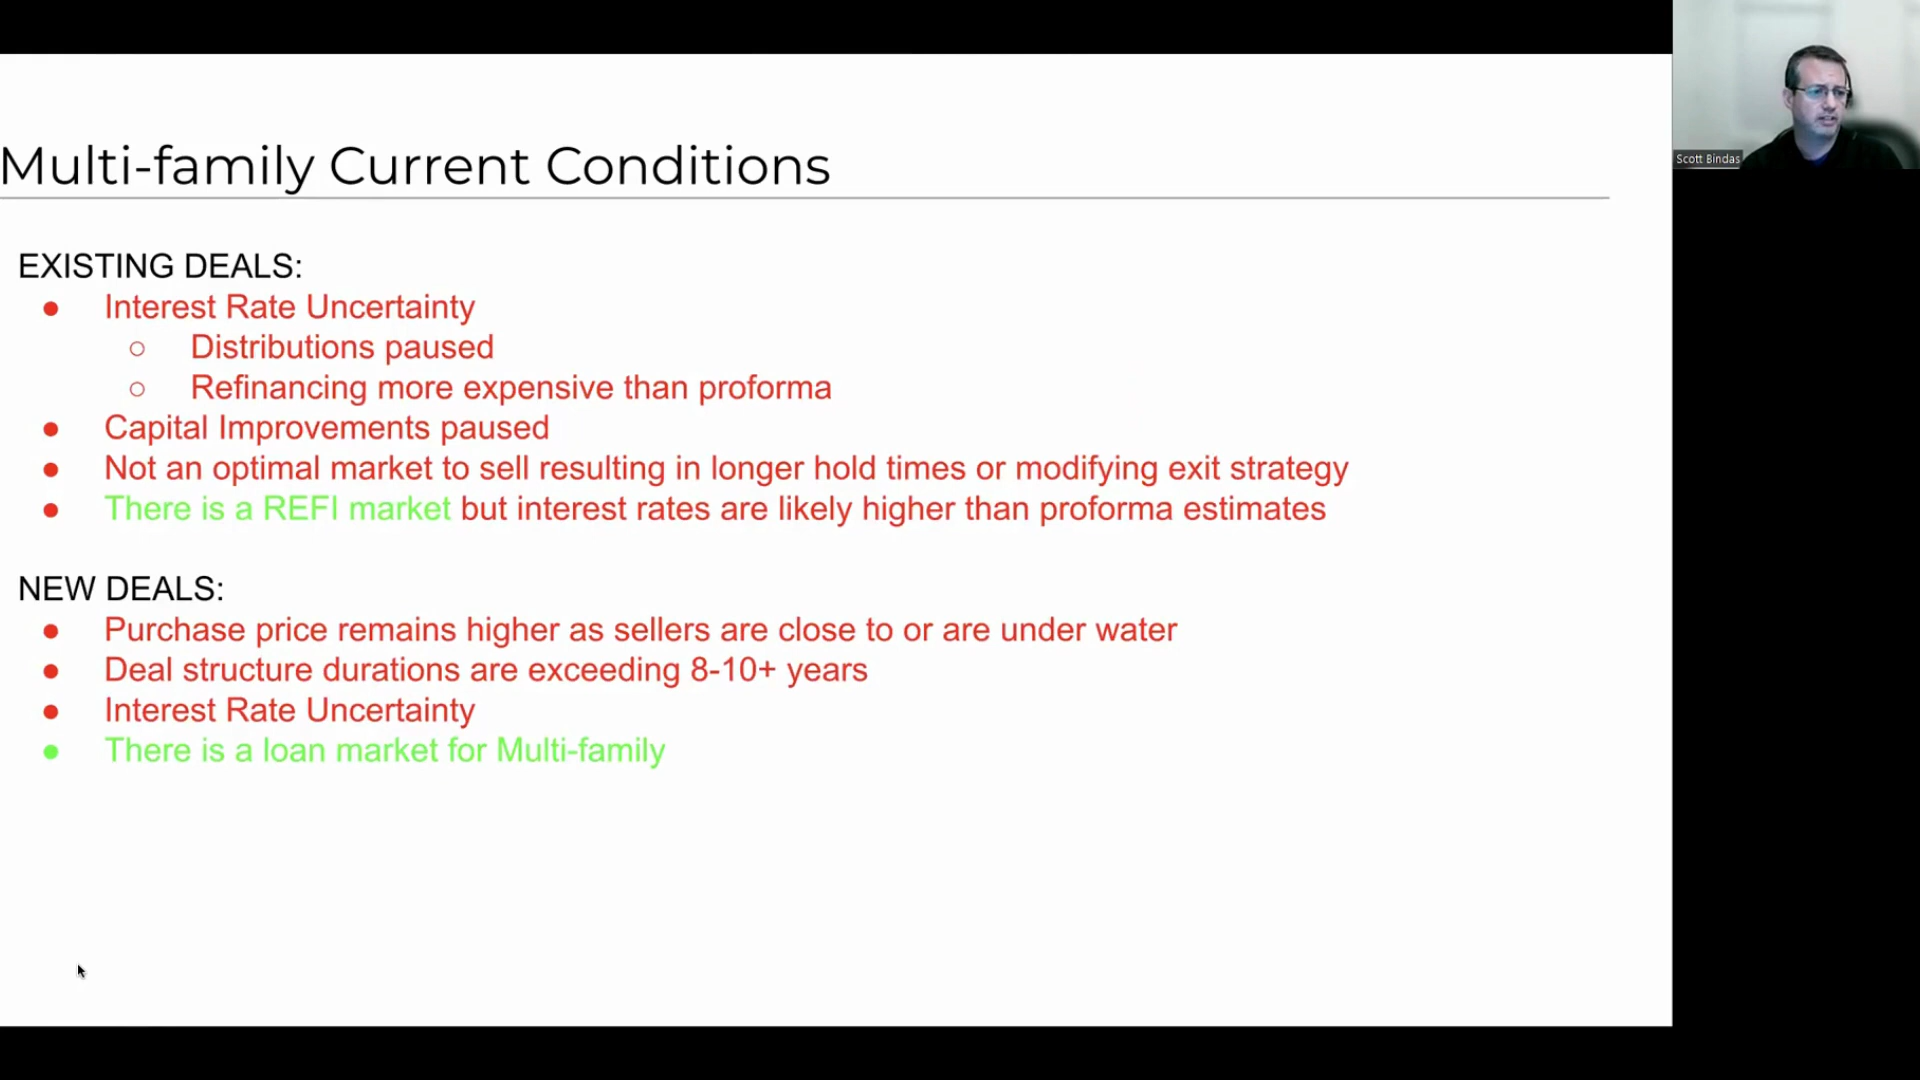 Multi-family Current Conditions
EXISTING DEALS:
● Interest Rate Uncertainty
○ Distributions paused
○ Refinancing more expensive than proforma
● Capital Improvements paused
● Not an optimal market to sell resulting in longer hold times or modifying exit strategy
● There is a REFI market but interest rates are likely higher than proforma estimates
NEW DEALS:
● Purchase price remains higher as sellers are close to or are under water
● Deal structure durations are exceeding 8-10+ years
● Interest Rate Uncertainty
● There is a loan market for Multi-family
Scott Bindas